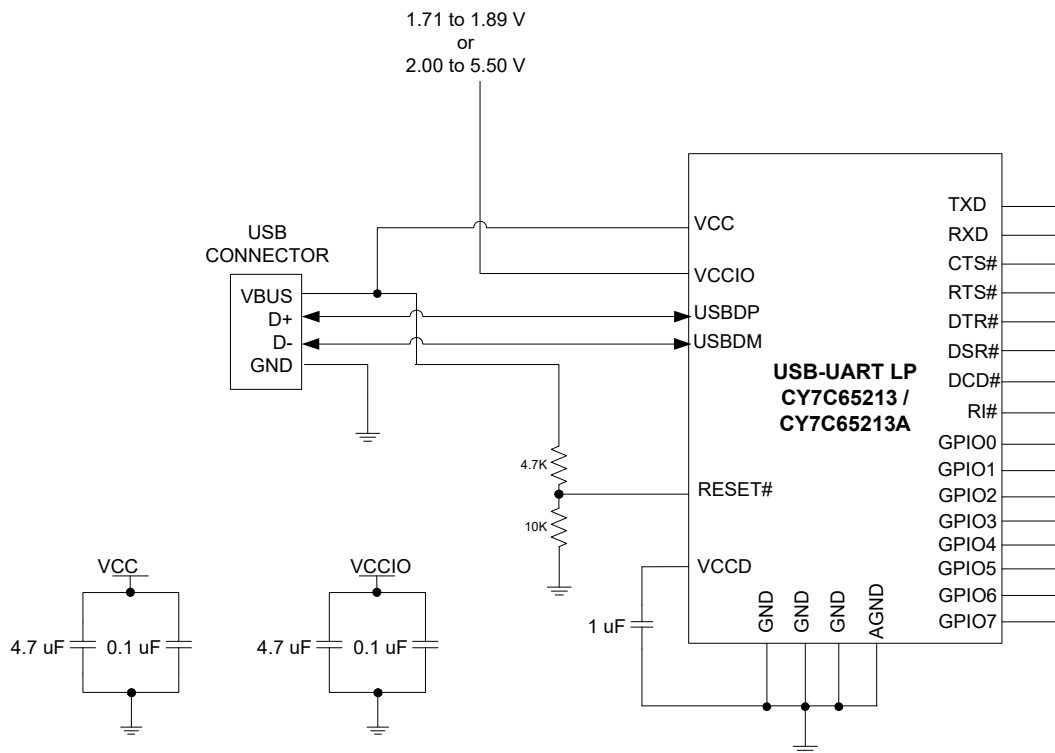 1.71 to 1.89 V
or
2.00 to 5.50 V
USB
CONNECTOR
VBUS
D+
D-
GND
VCC
VCCIO
USBDP
USBDM
RESET#
VCCD
USB-UART LP
CY7C65213 /
CY7C65213A
GND
GND
GND
AGND
TXD
RXD
CTS#
RTS#
DTR#
DSR#
DCD#
RI#
GPIO0
GPIO1
GPIO2
GPIO3
GPIO4
GPIO5
GPIO6
GPIO7
4.7K
10K
1 uF
VCC
4.7 uF
0.1 uF
VCCIO
4.7 uF
0.1 uF